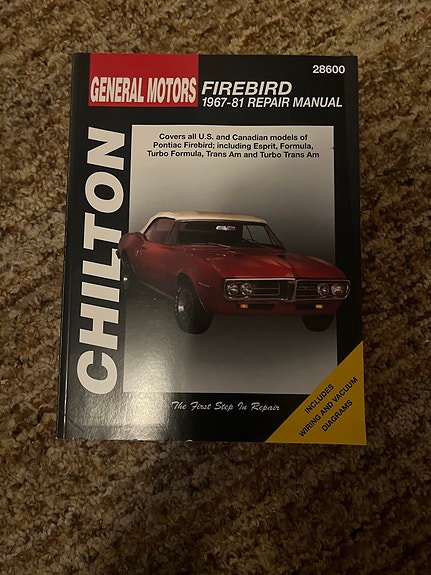 28600
GENERAL MOTORS
FIREBIRD
1967-81 REPAIR MANUAL
Covers all U.S. and Canadian models of
Pontiac Firebird; including Esprit, Formula,
Turbo Formula, Trans Am and Turbo Trans Am
CHILTON
The First Step In Repair
INCLUDES
WIRING AND VACUUM
DIAGRAMS